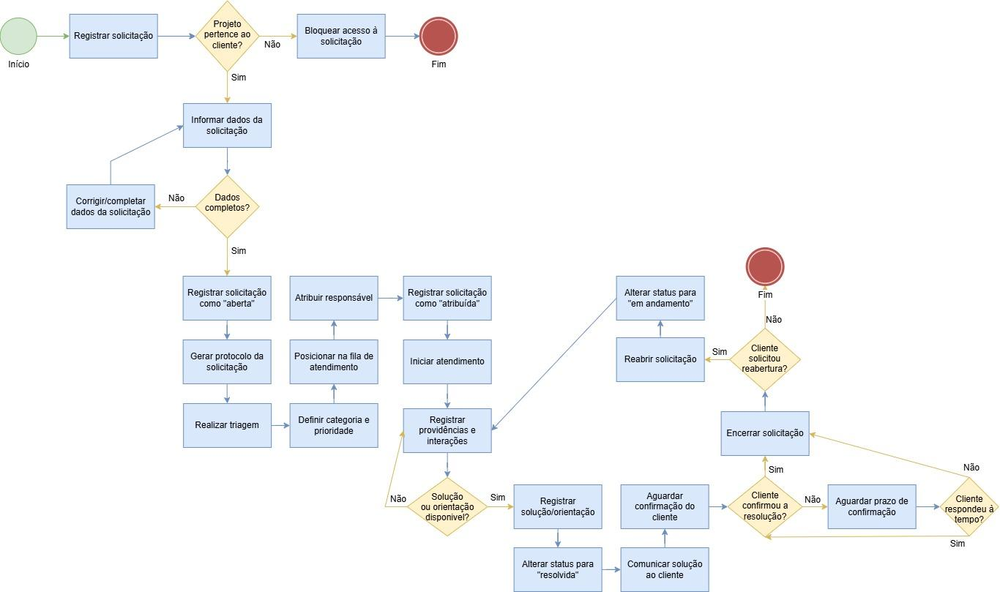 Início
Registrar solicitação
Projeto
pertence ao
cliente?
Não
Bloquear acesso à
solicitação
Fim
Sim
Informar dados da
solicitação
Dados
completos?
Não
Corrigir/completar
dados da solicitação
Sim
Registrar solicitação
como "aberta"
Gerar protocolo da
solicitação
Realizar triagem
Definir categoria e
prioridade
Posicionar na fila de
atendimento
Atribuir responsável
Registrar solicitação
como "atribuída"
Iniciar atendimento
Registrar
providências e
interações
Solução
ou orientação
disponivel?
Não
Sim
Registrar
solução/orientação
Alterar status para
"resolvida"
Comunicar solução
ao cliente
Aguardar
confirmação do
cliente
Cliente
confirmou a
resolução?
Não
Aguardar prazo de
confirmação
Cliente
respondeu à
tempo?
Sim
Não
Sim
Encerrar solicitação
Cliente
solicitou
reabertura?
Sim
Reabrir solicitação
Alterar status para
"em andamento"
Não
Fim